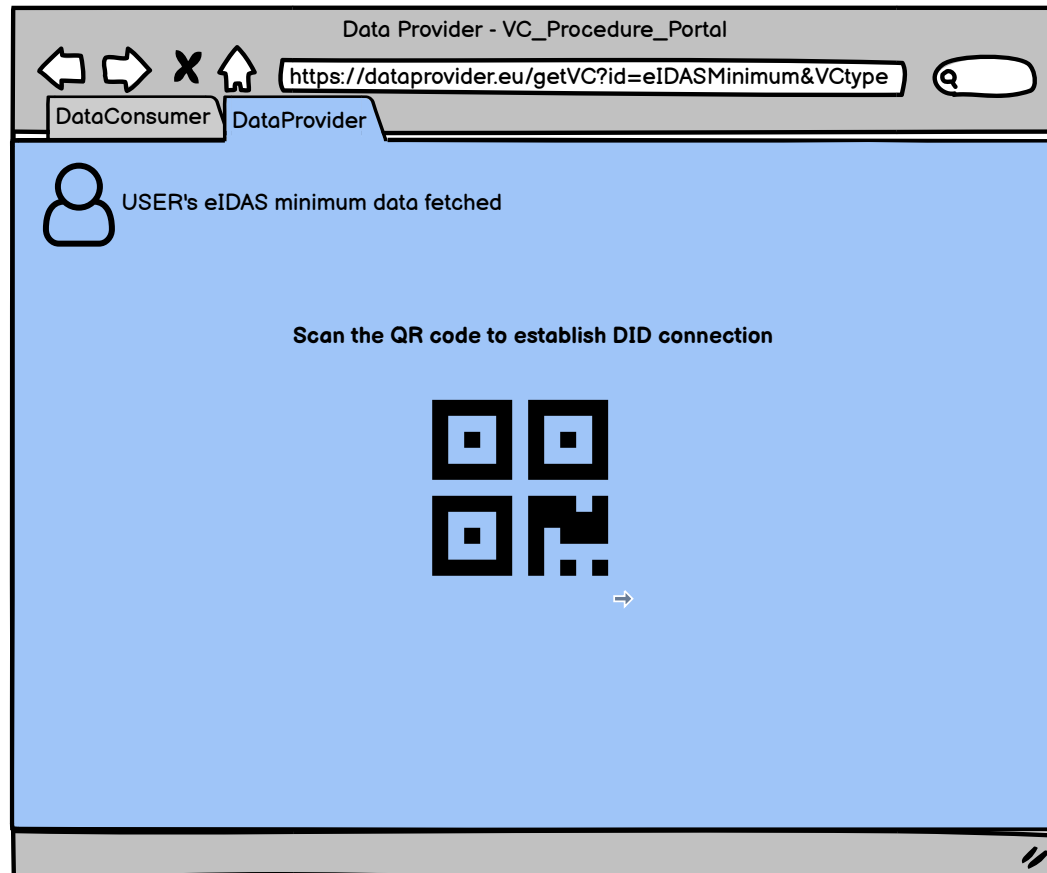 Data Provider - VC_Procedure_Portal
https://dataprovider.eu/getVC?id=eIDASMinimum&VCtype
DataConsumer
DataProvider
USER's eIDAS minimum data fetched
Scan the QR code to establish DID connection